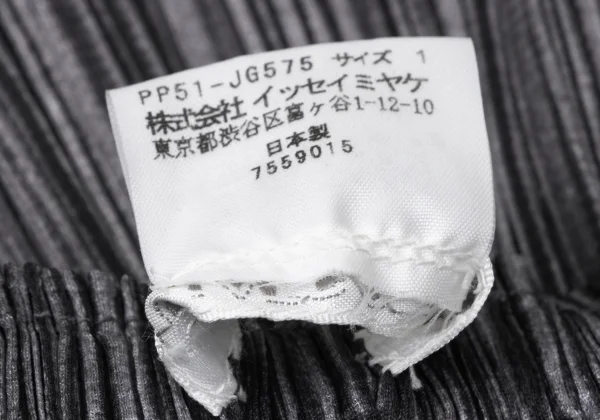 PP51-JG575 サイズ 1
株式会社 イッセイミヤケ
東京都渋谷区富ヶ谷1-12-10
日本製
7559015